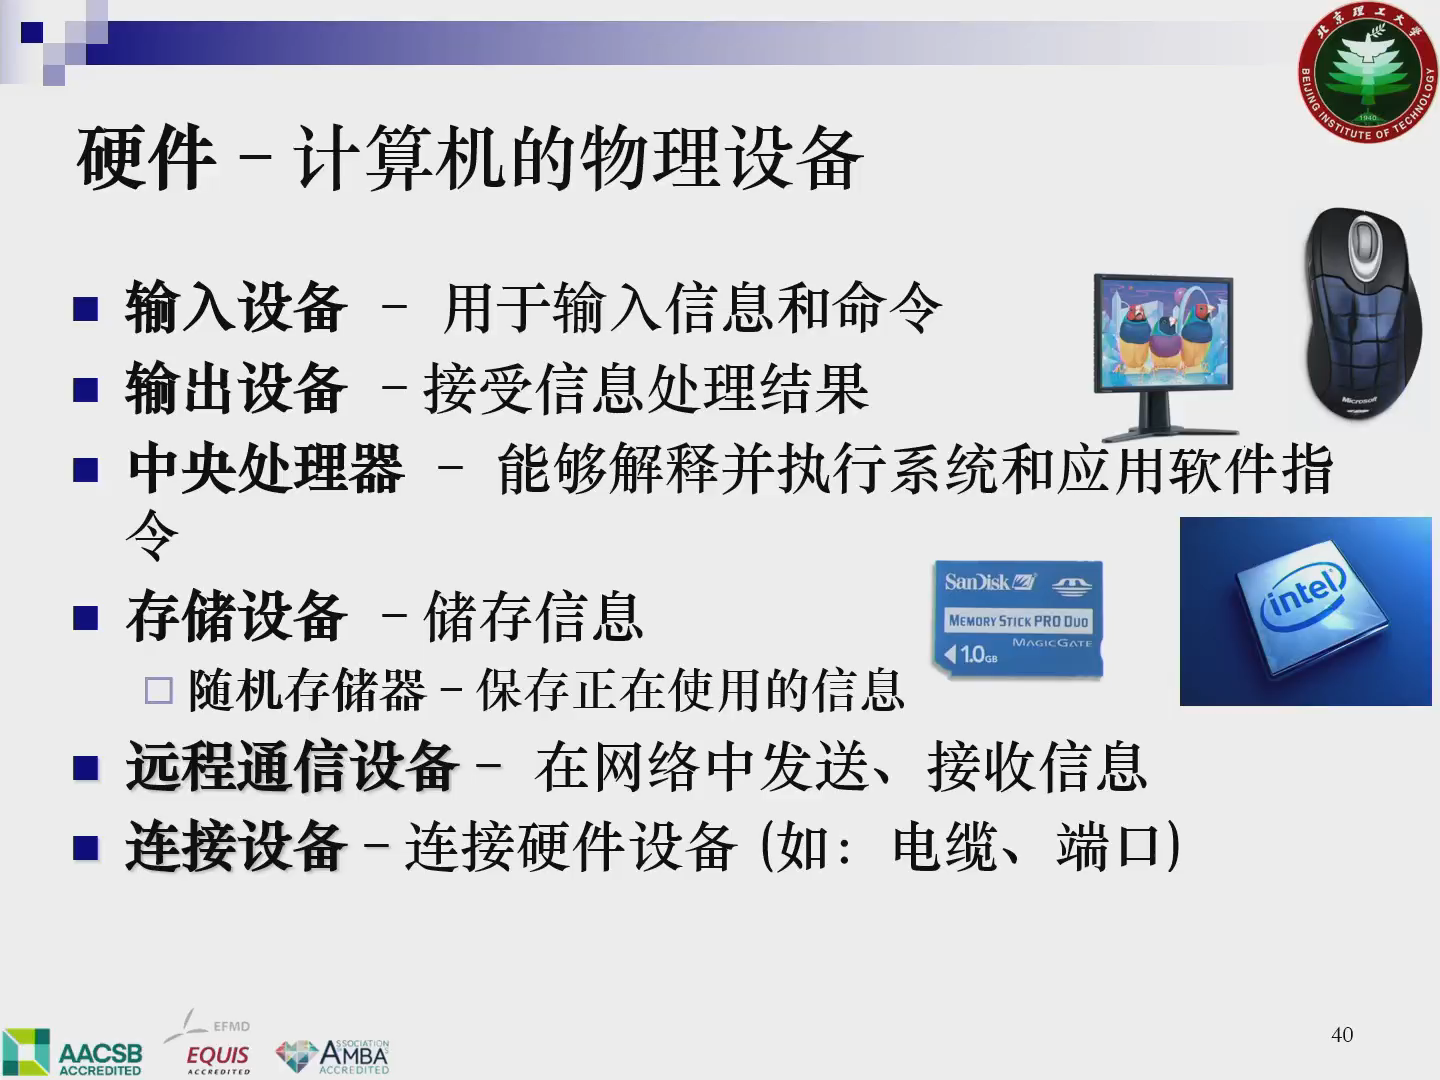 北京理工大学
BEIJING INSTITUTE OF TECHNOLOGY
1940
硬件 – 计算机的物理设备
输入设备 – 用于输入信息和命令
输出设备 – 接受信息处理结果
中央处理器 – 能够解释并执行系统和应用软件指
令
存储设备 – 储存信息
随机存储器 – 保存正在使用的信息
远程通信设备 – 在网络中发送、接收信息
连接设备 – 连接硬件设备 (如：电缆、端口)
Microsoft
SanDisk
MEMORY STICK PRO DUO
MAGICGATE
1.0GB
intel
AACSB
ACCREDITED
EFMD
EQUIS
ACCREDITED
ASSOCIATION
AMBA
ACCREDITED
40